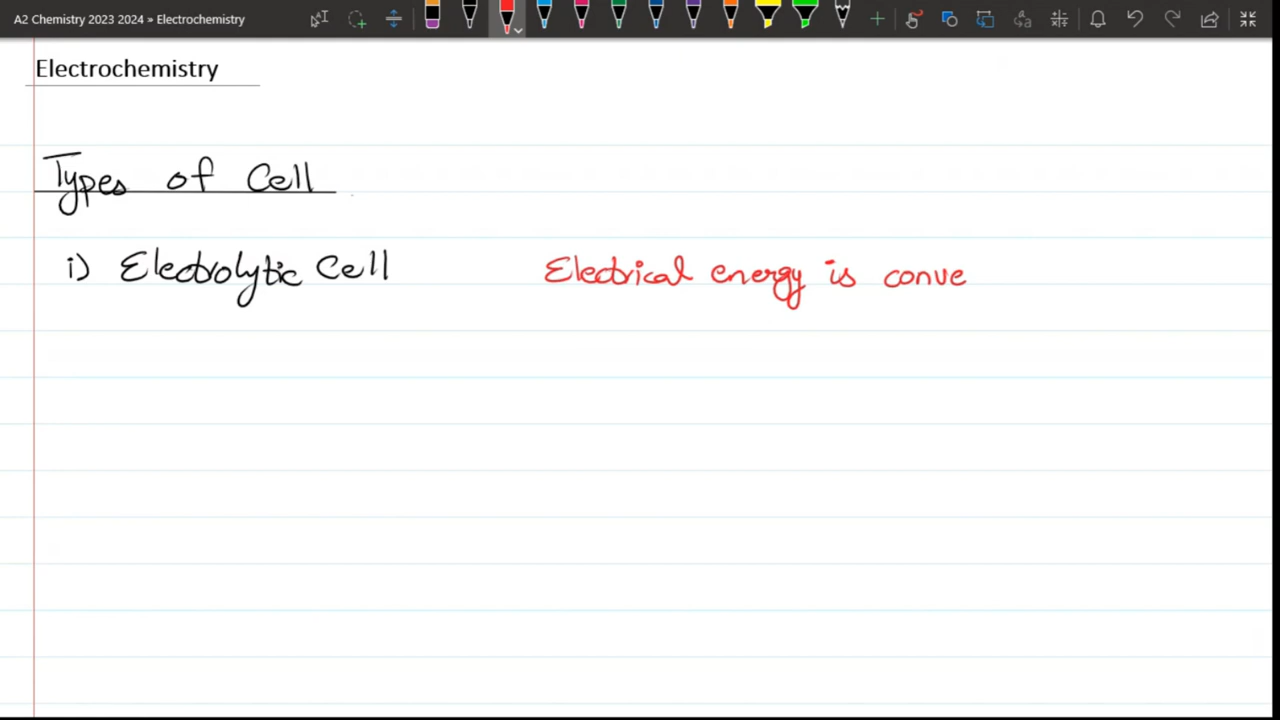 A2 Chemistry 2023 2024 » Electrochemistry
Electrochemistry
Types of Cell
i) Electrolytic Cell Electrical energy is conve